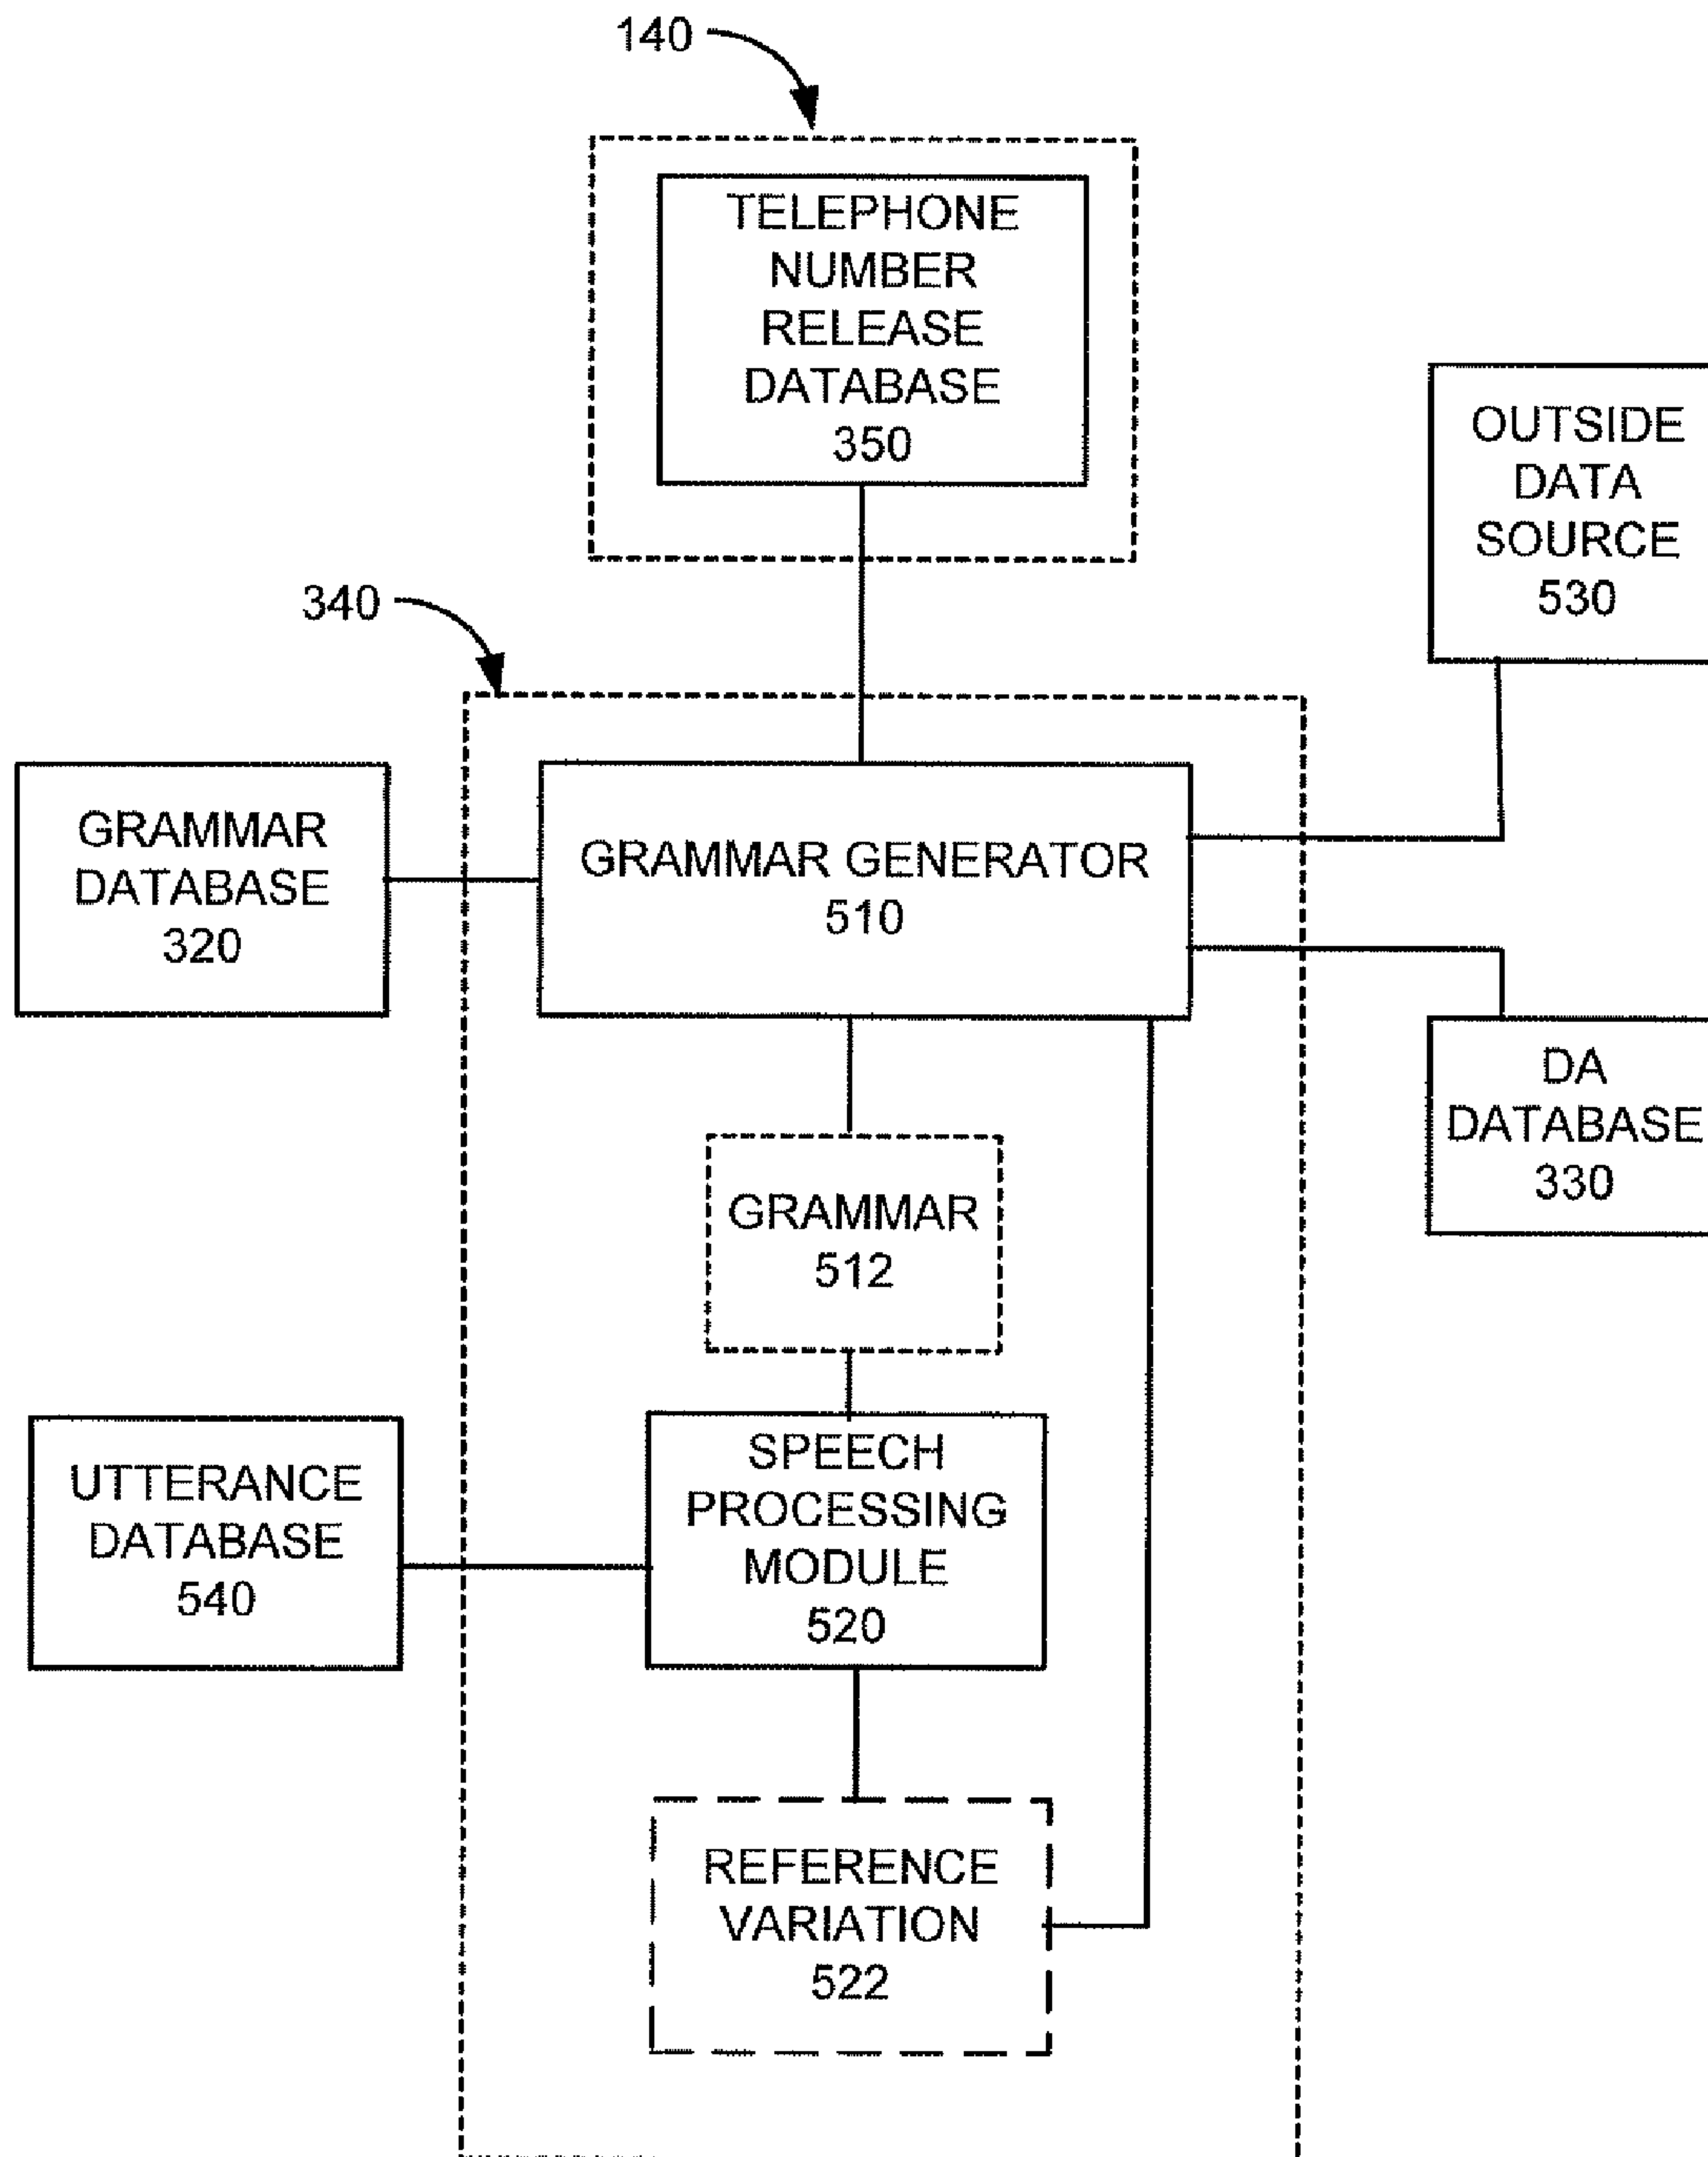 140
TELEPHONE
NUMBER
RELEASE
DATABASE
350
OUTSIDE
DATA
SOURCE
530
340
GRAMMAR
DATABASE
320
GRAMMAR GENERATOR
510
DA
DATABASE
330
GRAMMAR
512
UTTERANCE
DATABASE
540
SPEECH
PROCESSING
MODULE
520
REFERENCE
VARIATION
522